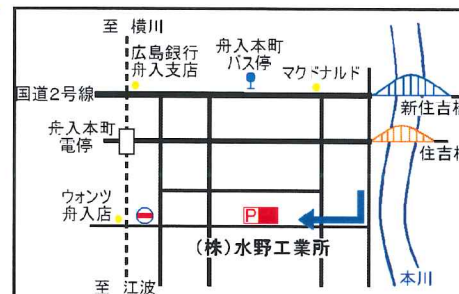 至 横川
広島銀行
舟入支店
舟入本町
バス停
マクドナルド
国道2号線
新住吉橋
舟入本町
電停
住吉橋
ウォンツ
舟入店
P
(株)水野工業所
至 江波
本川